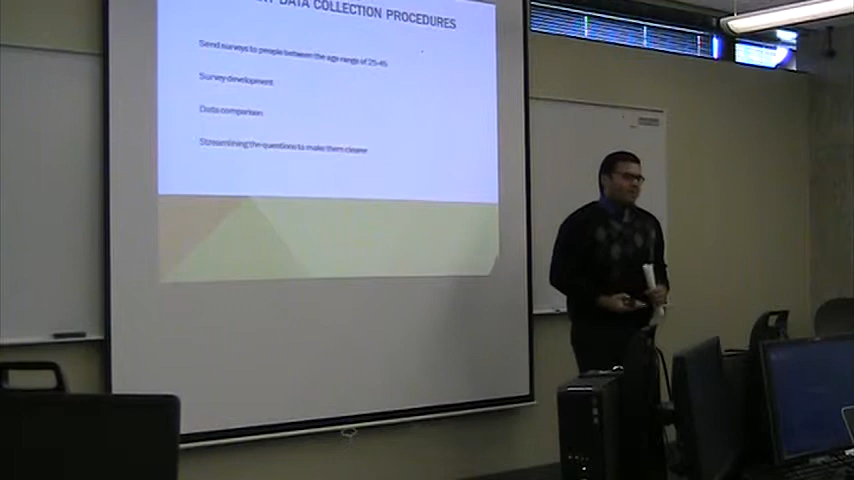 DATA COLLECTION PROCEDURES
Send surveys to people between the age range of 25-45
Survey development
Data comparison
Streamlining the questions to make them clearer